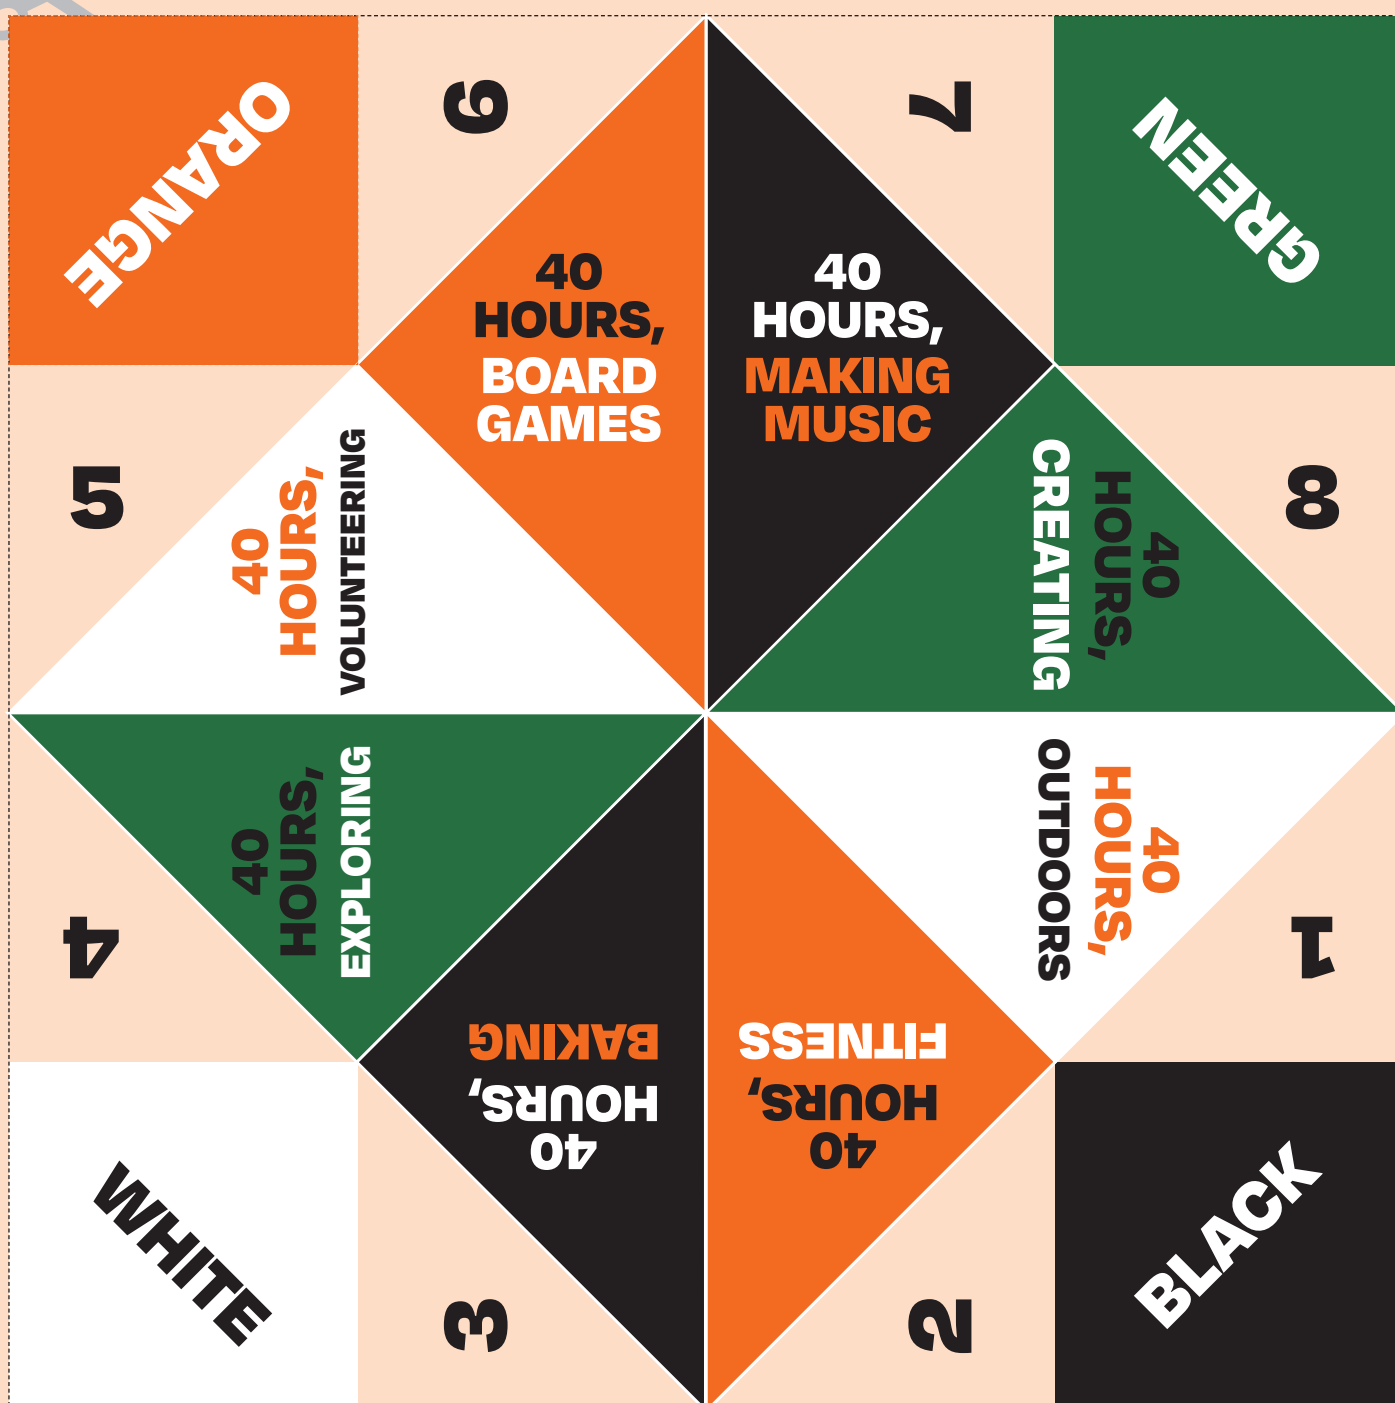 ORANGE
6
7
GREEN
40
HOURS,
BOARD
GAMES
40
HOURS,
MAKING
MUSIC
5
40
HOURS,
VOLUNTEERING
40
HOURS,
CREATING
8
4
40
HOURS,
EXPLORING
40
HOURS,
OUTDOORS
1
40
HOURS,
BAKING
40
HOURS,
FITNESS
WHITE
3
2
BLACK